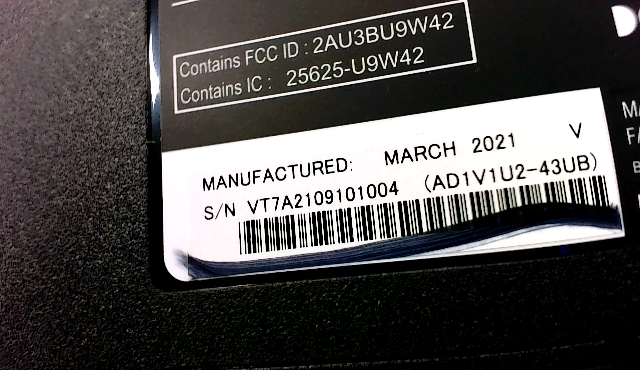 Contains FCC ID : 2AU3BU9W42
Contains IC : 25625-U9W42
MANUFACTURED: MARCH 2021 V
S/N VT7A2109101004 (AD1V1U2-43UB)